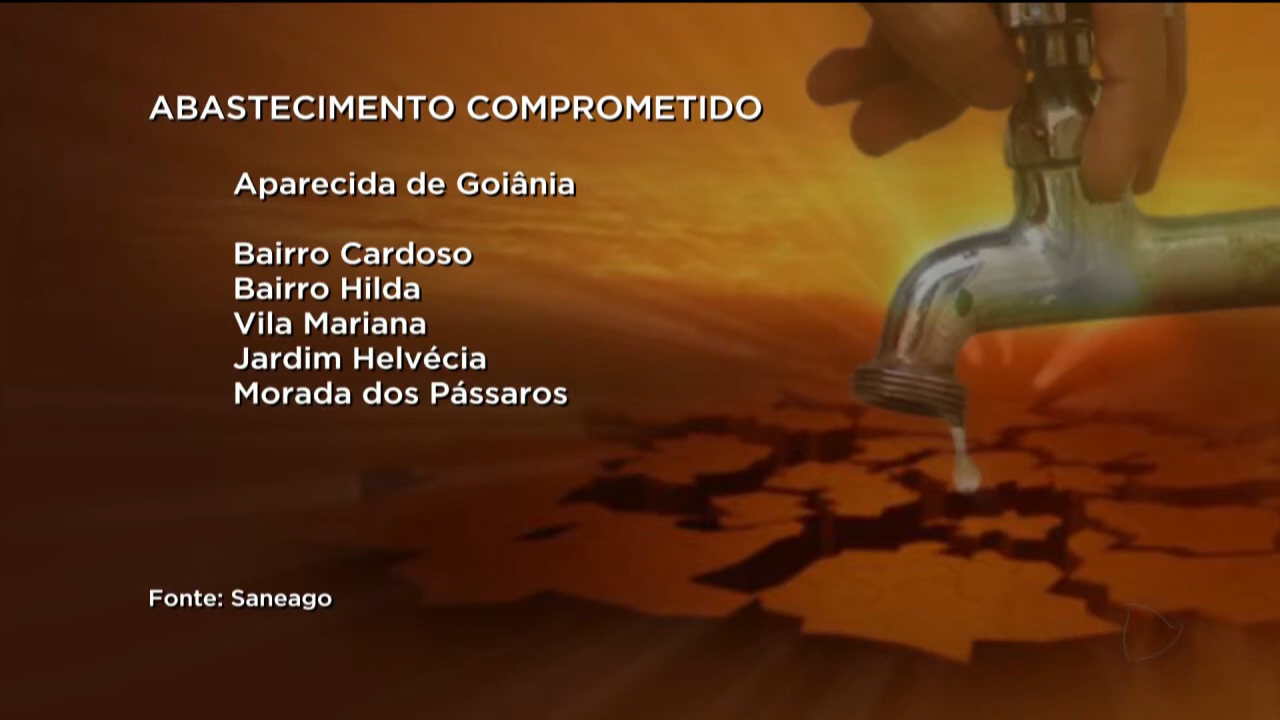 ABASTECIMENTO COMPROMETIDO
Aparecida de Goiânia
Bairro Cardoso
Bairro Hilda
Vila Mariana
Jardim Helvécia
Morada dos Pássaros
Fonte: Saneago